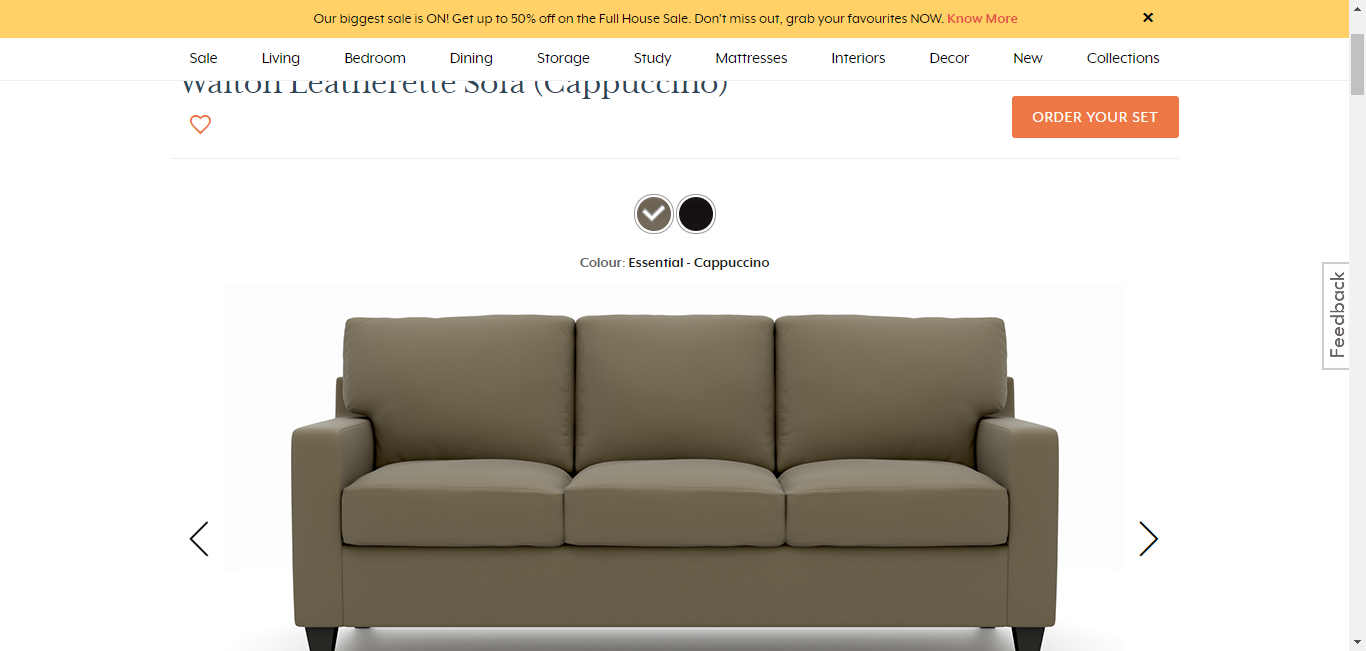 Our biggest sale is ON! Get up to 50% off on the Full House Sale. Don't miss out, grab your favourites NOW. Know More
Sale Living Bedroom Dining Storage Study Mattresses Interiors Decor New Collections
Walton Leatherette Sofa (Cappuccino)
ORDER YOUR SET
Colour: Essential - Cappuccino
Feedback